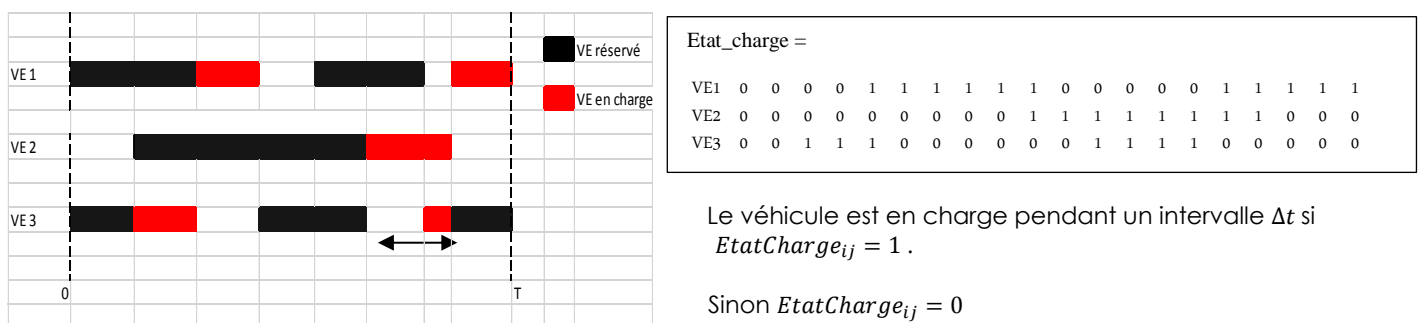 VE réservé
VE 1
VE en charge
VE 2
VE 3
0
T
Etat_charge =
VE1 0 0 0 0 1 1 1 1 1 1 0 0 0 0 0 1 1 1 1 1
VE2 0 0 0 0 0 0 0 0 0 1 1 1 1 1 1 1 1 0 0 0
VE3 0 0 1 1 1 0 0 0 0 0 0 1 1 1 1 0 0 0 0 0
Le véhicule est en charge pendant un intervalle Δt si
EtatCharge_ij = 1 .
Sinon EtatCharge_ij = 0